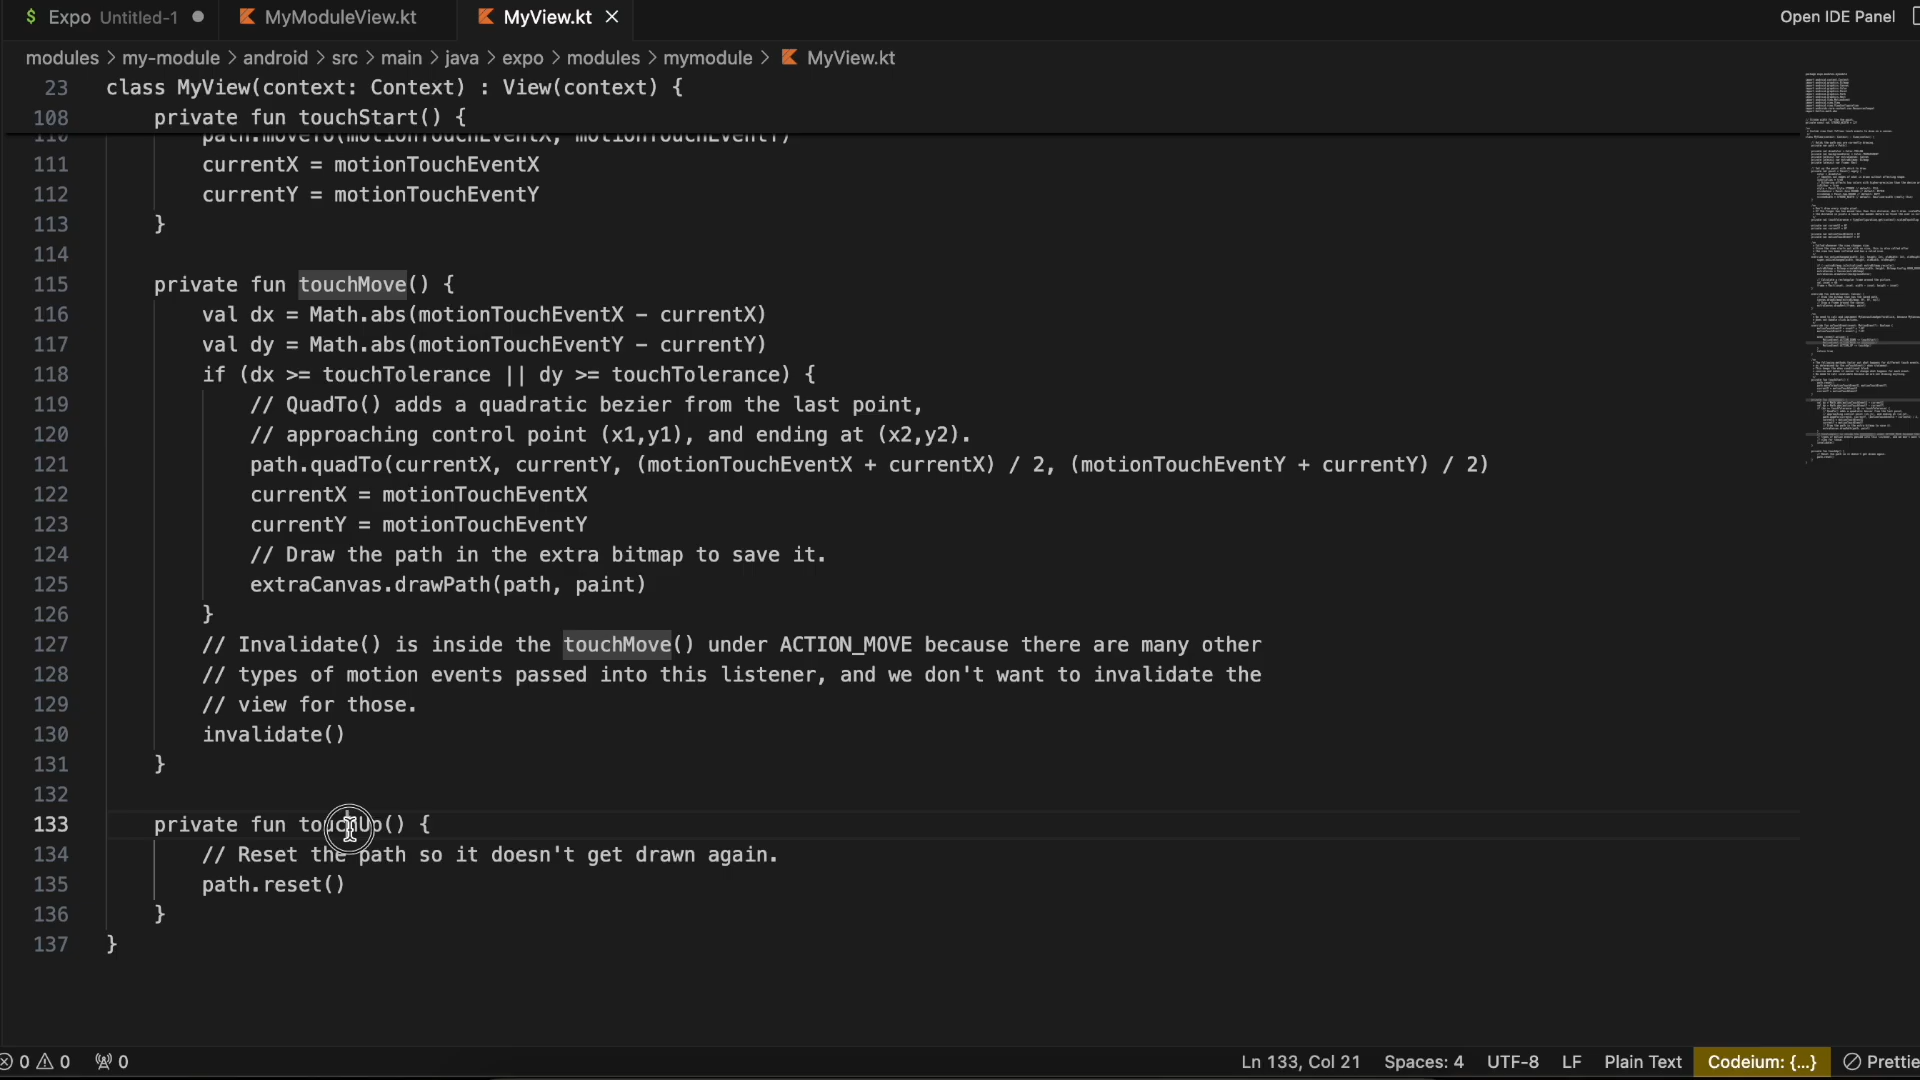 $ Expo Untitled-1 MyModuleView.kt MyView.kt Open IDE Panel
modules > my-module > android > src > main > java > expo > modules > mymodule > MyView.kt
23 class MyView(context: Context) : View(context) {
108 private fun touchStart() {
110 path.moveTo(motionTouchEventX, motionTouchEventY)
111 currentX = motionTouchEventX
112 currentY = motionTouchEventY
113 }
114
115 private fun touchMove() {
116 val dx = Math.abs(motionTouchEventX - currentX)
117 val dy = Math.abs(motionTouchEventY - currentY)
118 if (dx >= touchTolerance || dy >= touchTolerance) {
119 // QuadTo() adds a quadratic bezier from the last point,
120 // approaching control point (x1,y1), and ending at (x2,y2).
121 path.quadTo(currentX, currentY, (motionTouchEventX + currentX) / 2, (motionTouchEventY + currentY) / 2)
122 currentX = motionTouchEventX
123 currentY = motionTouchEventY
124 // Draw the path in the extra bitmap to save it.
125 extraCanvas.drawPath(path, paint)
126 }
127 // Invalidate() is inside the touchMove() under ACTION_MOVE because there are many other
128 // types of motion events passed into this listener, and we don't want to invalidate the
129 // view for those.
130 invalidate()
131 }
132
133 private fun touchUp() {
134 // Reset the path so it doesn't get drawn again.
135 path.reset()
136 }
137 }
0 0 0 Ln 133, Col 21 Spaces: 4 UTF-8 LF Plain Text Codeium: {...} Prettie